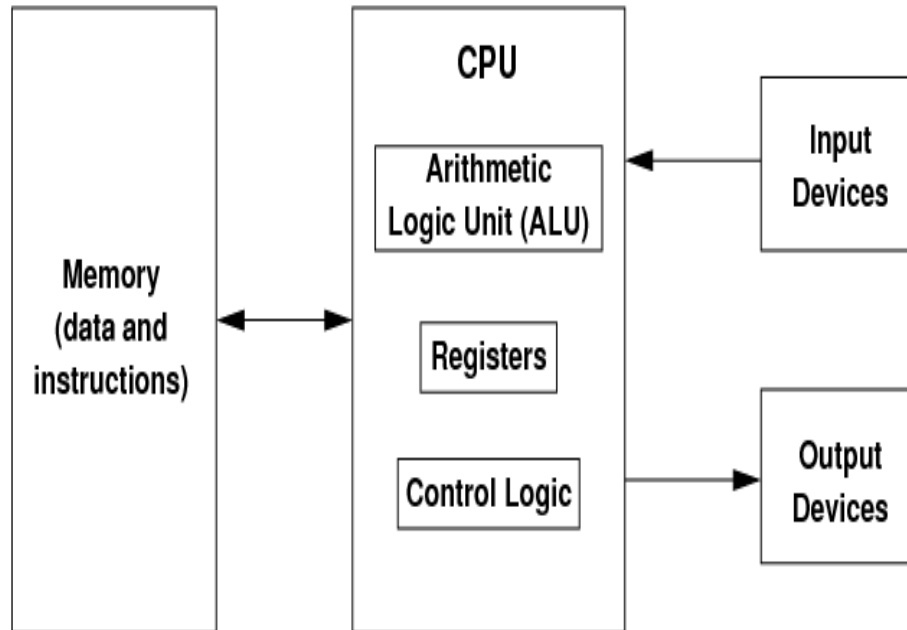 Memory
(data and
instructions)
CPU
Arithmetic
Logic Unit (ALU)
Registers
Control Logic
Input
Devices
Output
Devices